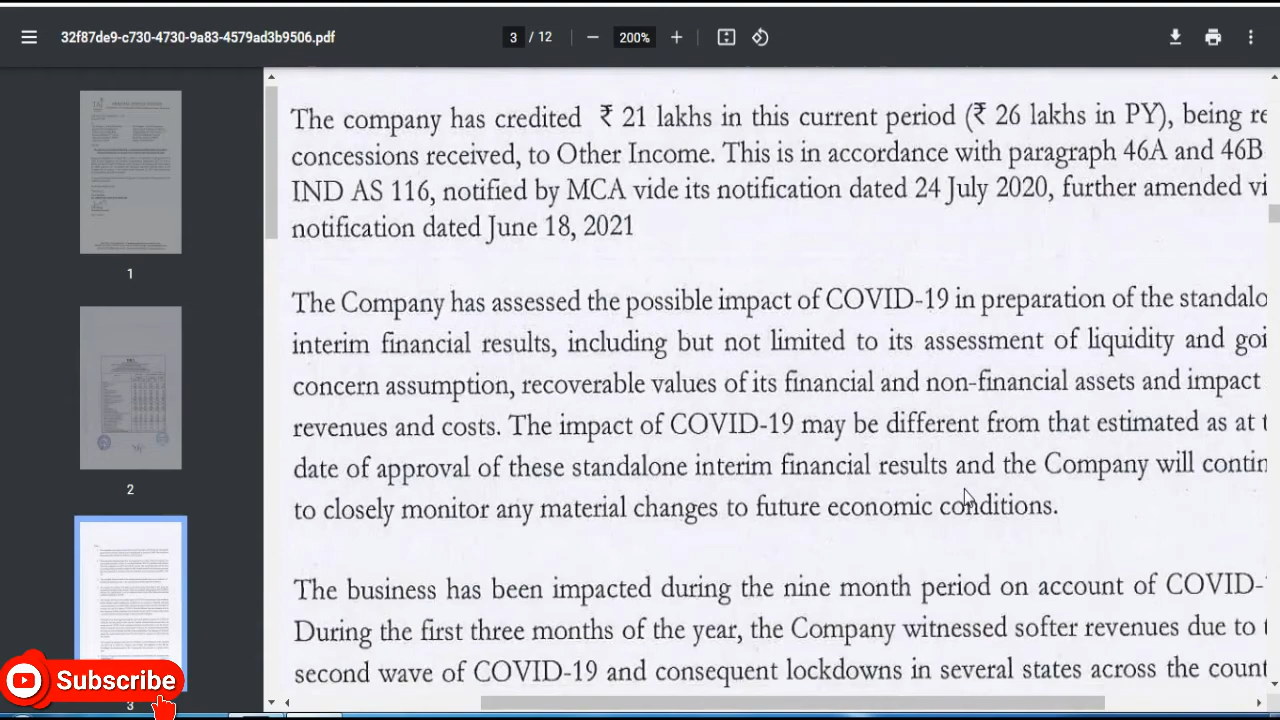 32f87de9-c730-4730-9a83-4579ad3b9506.pdf
3 / 12
200%
The company has credited ₹ 21 lakhs in this current period (₹ 26 lakhs in PY), being re
concessions received, to Other Income. This is in accordance with paragraph 46A and 46B
IND AS 116, notified by MCA vide its notification dated 24 July 2020, further amended vi
notification dated June 18, 2021
The Company has assessed the possible impact of COVID-19 in preparation of the standalo
interim financial results, including but not limited to its assessment of liquidity and goi
concern assumption, recoverable values of its financial and non-financial assets and impact
revenues and costs. The impact of COVID-19 may be different from that estimated as at t
date of approval of these standalone interim financial results and the Company will contin
to closely monitor any material changes to future economic conditions.
The business has been impacted during the nine month period on account of COVID-
During the first three months of the year, the Company witnessed softer revenues due to t
second wave of COVID-19 and consequent lockdowns in several states across the count
1
2
3
Subscribe